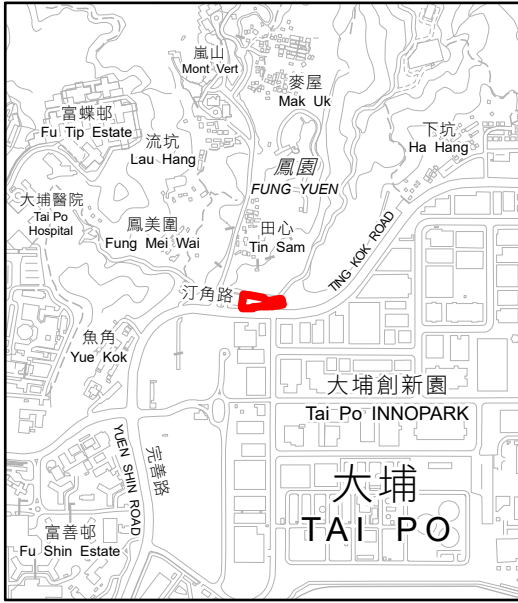 嵐山
Mont Vert
麥屋
Mak Uk
富蝶邨
Fu Tip Estate
流坑
Lau Hang
下坑
Ha Hang
鳳園
FUNG YUEN
大埔醫院
Tai Po
Hospital
鳳美圍
Fung Mei Wai
田心
Tin Sam
TING KOK ROAD
汀角路
魚角
Yue Kok
大埔創新園
Tai Po INNOPARK
YUEN SHIN ROAD
完善路
大埔
TAI PO
富善邨
Fu Shin Estate